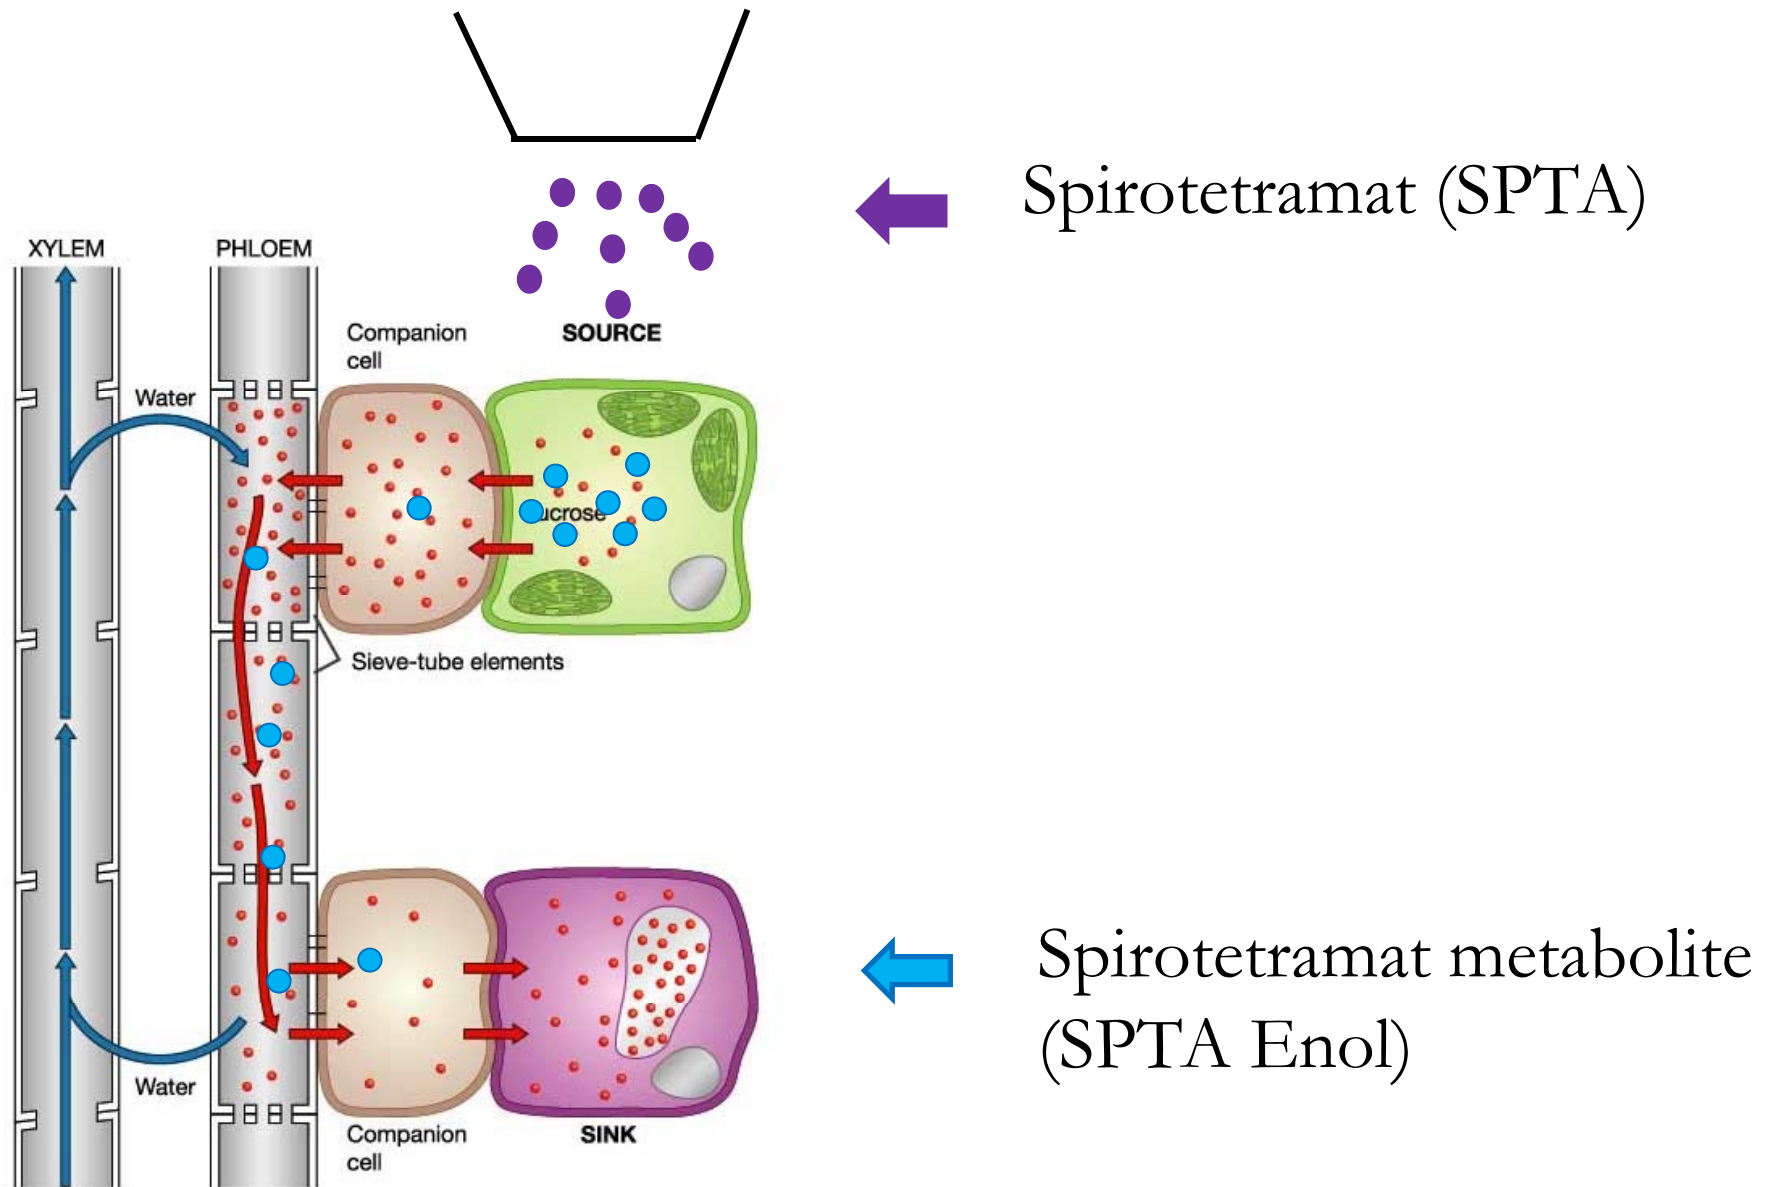 Spirotetramat (SPTA)
XYLEM
PHLOEM
Companion
cell
SOURCE
Water
ucrose
Sieve-tube elements
Spirotetramat metabolite
(SPTA Enol)
Water
Companion
cell
SINK